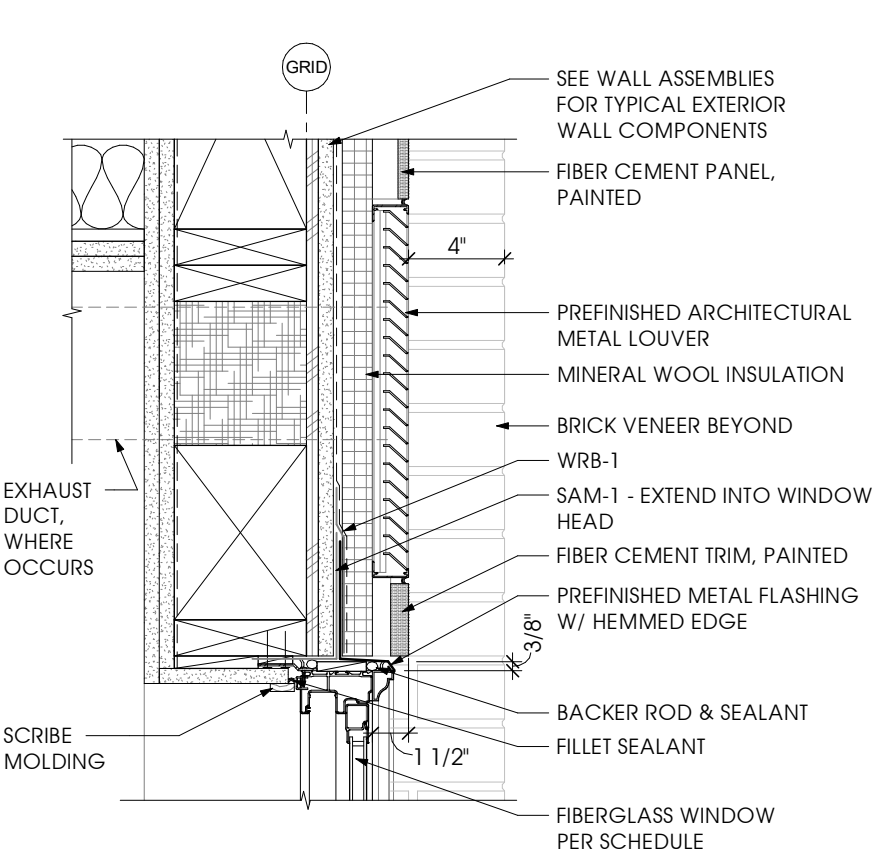 GRID
SEE WALL ASSEMBLIES
FOR TYPICAL EXTERIOR
WALL COMPONENTS
FIBER CEMENT PANEL,
PAINTED
4"
PREFINISHED ARCHITECTURAL
METAL LOUVER
MINERAL WOOL INSULATION
BRICK VENEER BEYOND
WRB-1
SAM-1 - EXTEND INTO WINDOW
HEAD
EXHAUST
DUCT,
WHERE
OCCURS
FIBER CEMENT TRIM, PAINTED
PREFINISHED METAL FLASHING
W/ HEMMED EDGE
3/8"
BACKER ROD & SEALANT
FILLET SEALANT
SCRIBE
MOLDING
1 1/2"
FIBERGLASS WINDOW
PER SCHEDULE